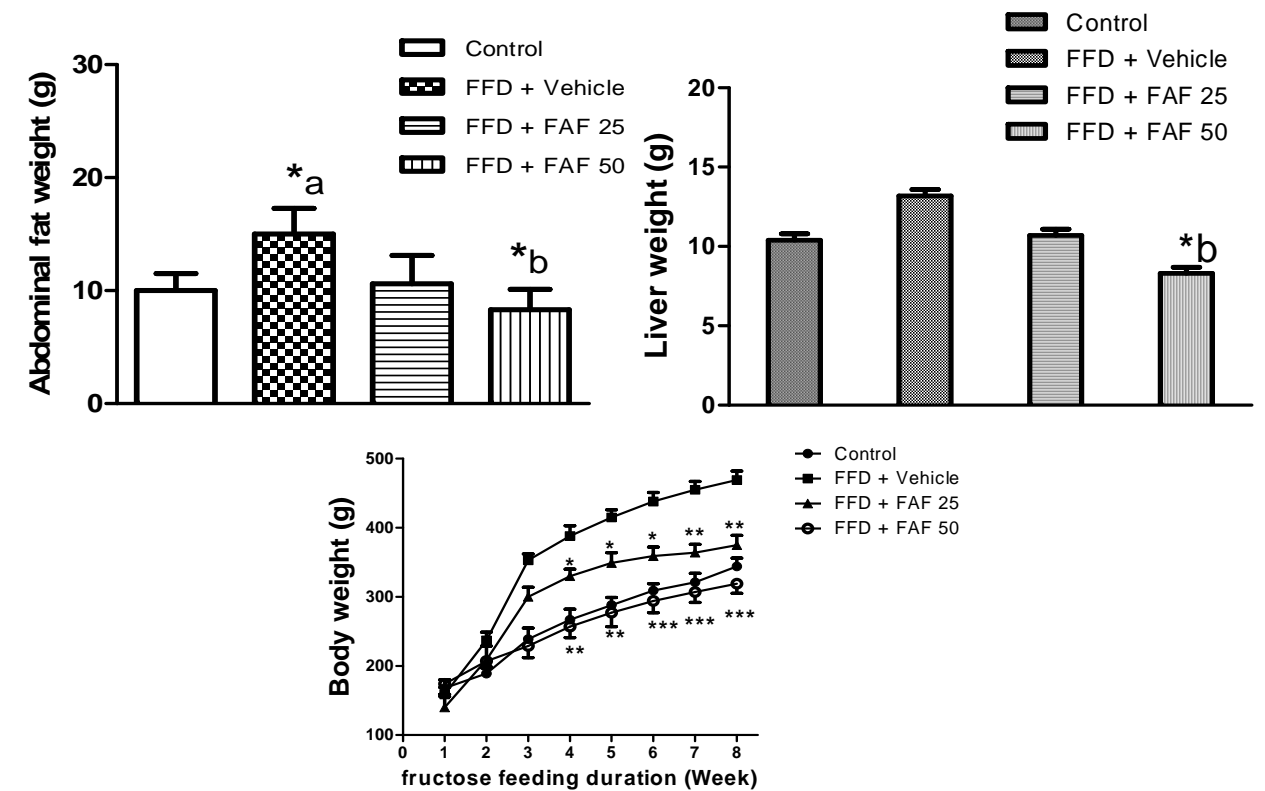 Control
FFD + Vehicle
FFD + FAF 25
FFD + FAF 50
Abdominal fat weight (g)
30
20
10
0
*a
*b
Control
FFD + Vehicle
FFD + FAF 25
FFD + FAF 50
Liver weight (g)
20
15
10
5
0
*b
Control
FFD + Vehicle
FFD + FAF 25
FFD + FAF 50
Body weight (g)
500
400
300
200
100
* * * ** **
** ** *** *** ***
0 1 2 3 4 5 6 7 8
fructose feeding duration (Week)